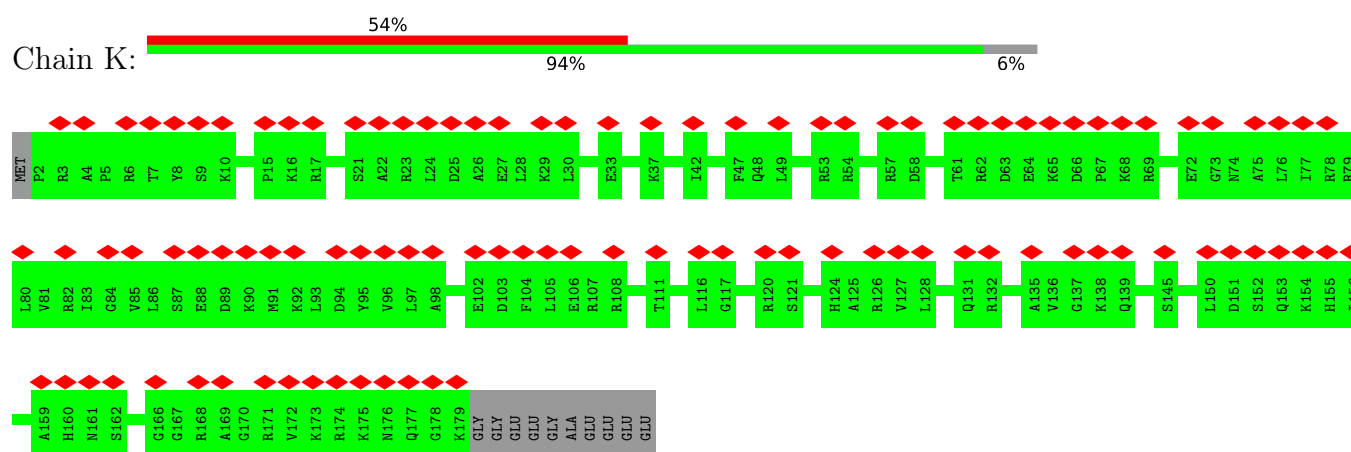 54%
Chain K:
94% 6%
MET P2 R3 A4 P5 R6 T7 Y8 S9 K10 P15 K16 R17 S21 A22 R23 L24 D25 A26 E27 L28 K29 L30 E33 K37 I42 F47 Q48 L49 R53 R54 R57 D58 T61 R62 D63 E64 K65 D66 P67 K68 R69 E72 G73 N74 A75 L76 I77 R78 R79
L80 V81 R82 I83 G84 V85 L86 S87 E88 D89 K90 M91 K92 L93 D94 Y95 V96 L97 A98 E102 D103 F104 L105 E106 R107 R108 T111 L116 G117 R120 S121 H124 A125 R126 V127 L128 Q131 R132 A135 V136 G137 K138 Q139 S145 L150 D151 S152 Q153 K154 H155
A159 H160 N161 S162 G166 G167 R168 A169 G170 R171 V172 K173 R174 K175 N176 Q177 G178 K179 GLY GLY GLU GLU GLY ALA GLU GLU GLU GLU